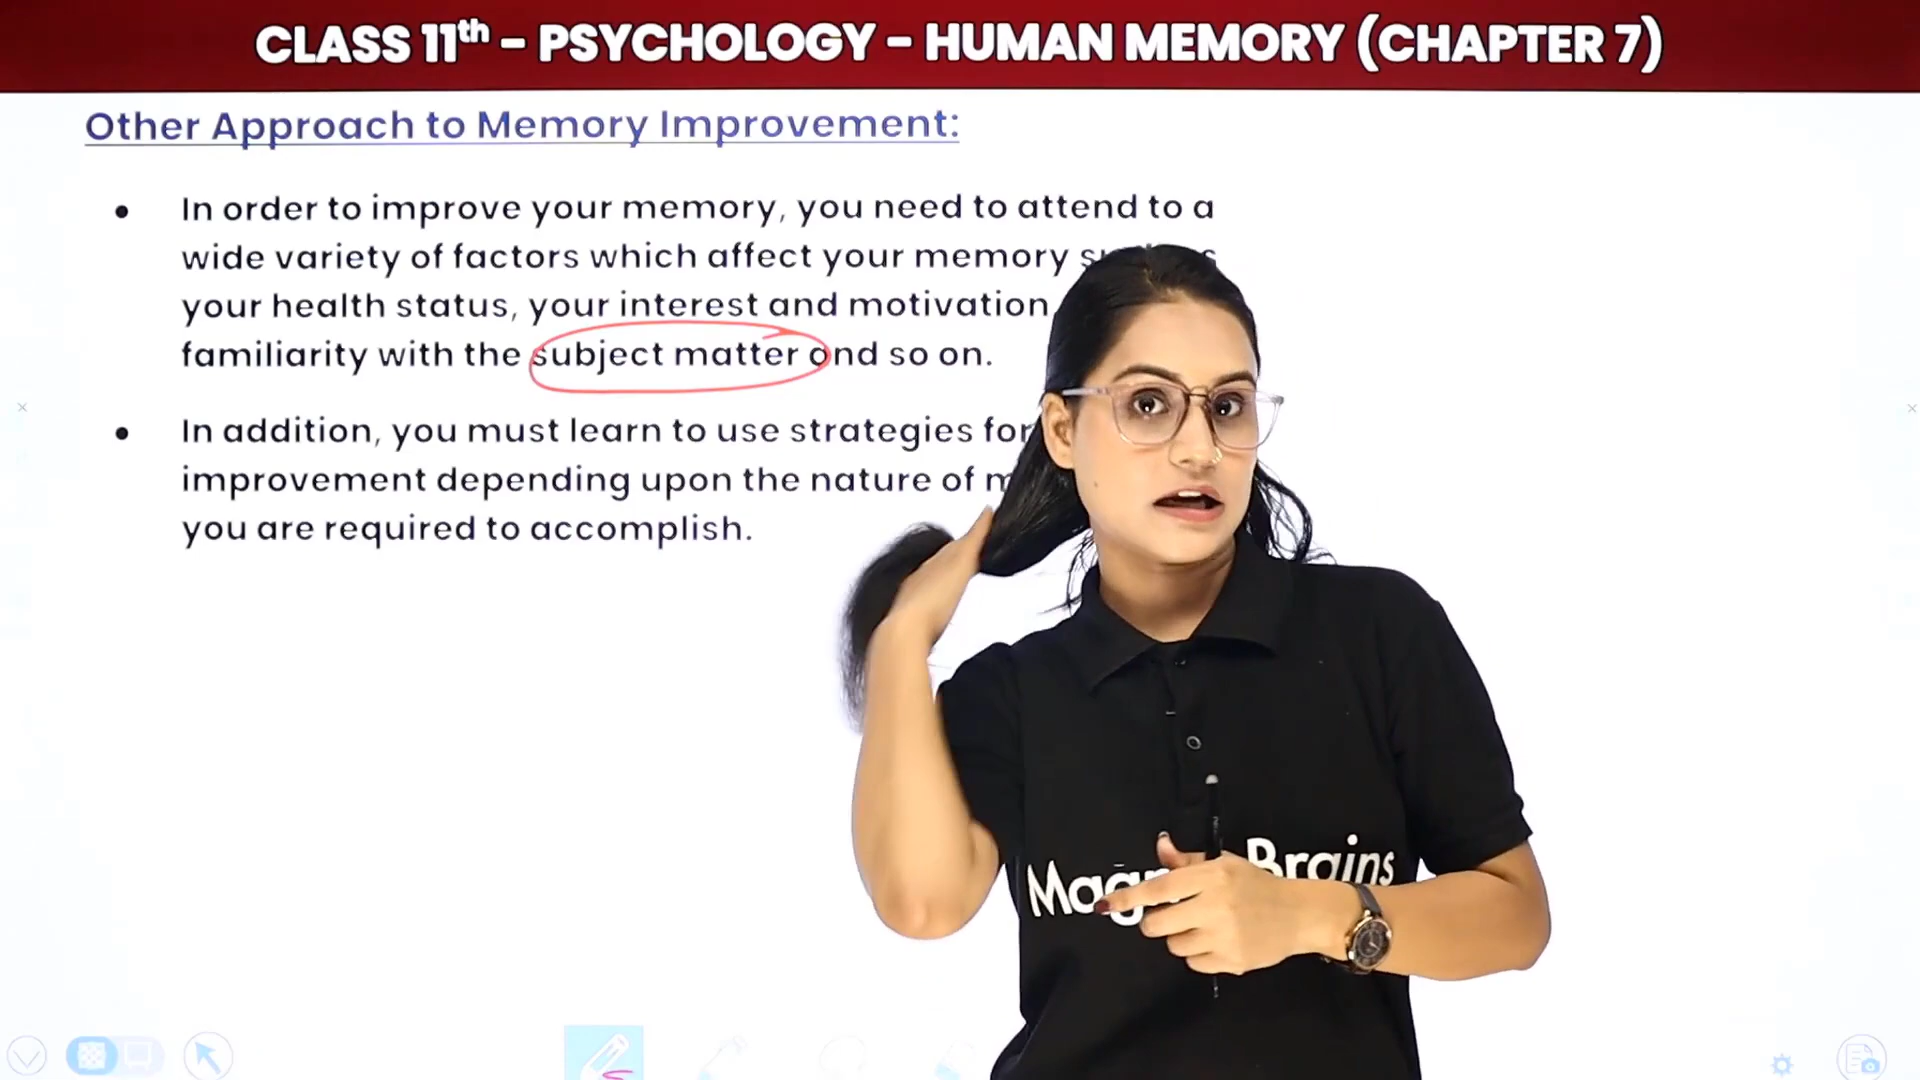 CLASS 11th – PSYCHOLOGY – HUMAN MEMORY (CHAPTER 7)
Other Approach to Memory Improvement:
• In order to improve your memory, you need to attend to a
wide variety of factors which affect your memory
your health status, your interest and motivation
familiarity with the subject matter and so on.
• In addition, you must learn to use strategies for
improvement depending upon the nature of
you are required to accomplish.
Brains